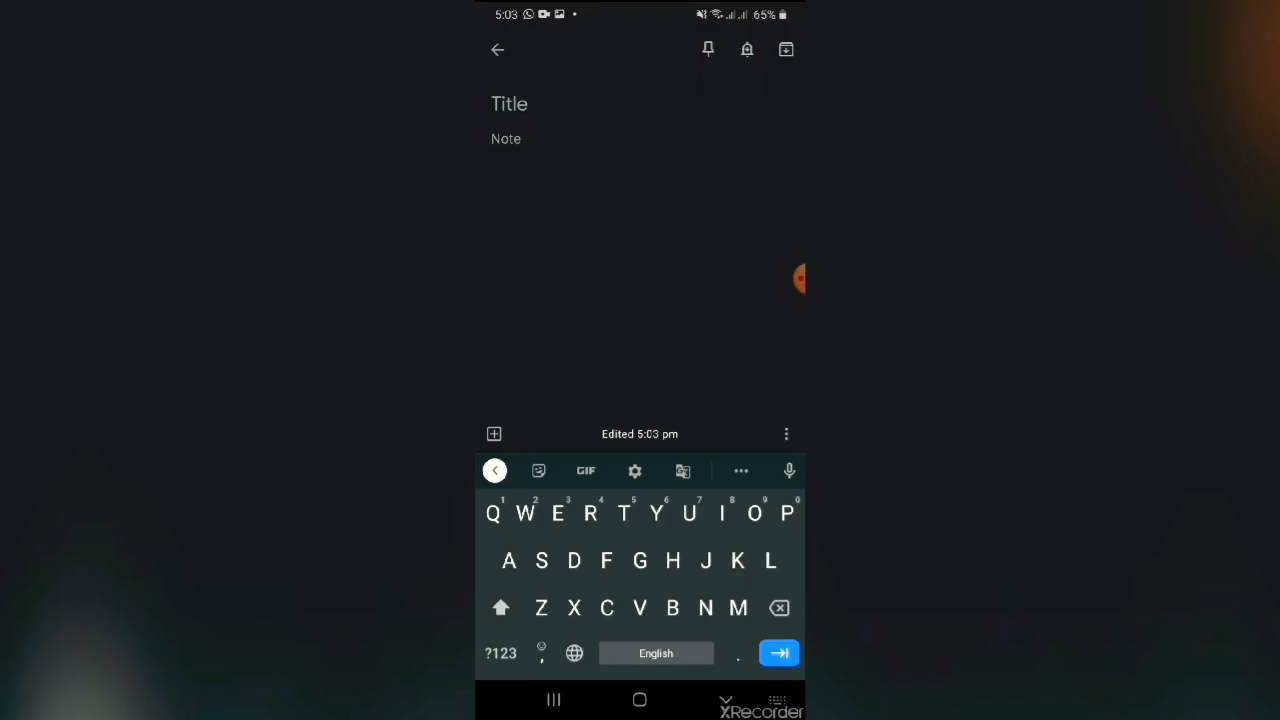 5:03 65%
Title
Note
Edited 5:03 pm
GIF
1 2 3 4 5 6 7 8 9 0
Q W E R T Y U I O P
A S D F G H J K L
Z X C V B N M
?123 , English .
XRecorder